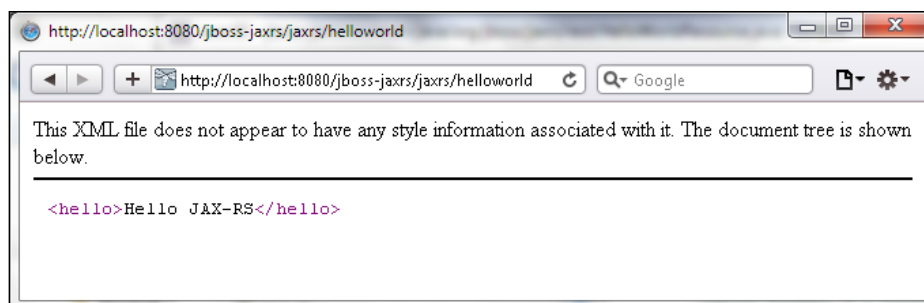 http://localhost:8080/jboss-jaxrs/jaxrs/helloworld
http://localhost:8080/jboss-jaxrs/jaxrs/helloworld
Google
This XML file does not appear to have any style information associated with it. The document tree is shown
below.
<hello>Hello JAX-RS</hello>